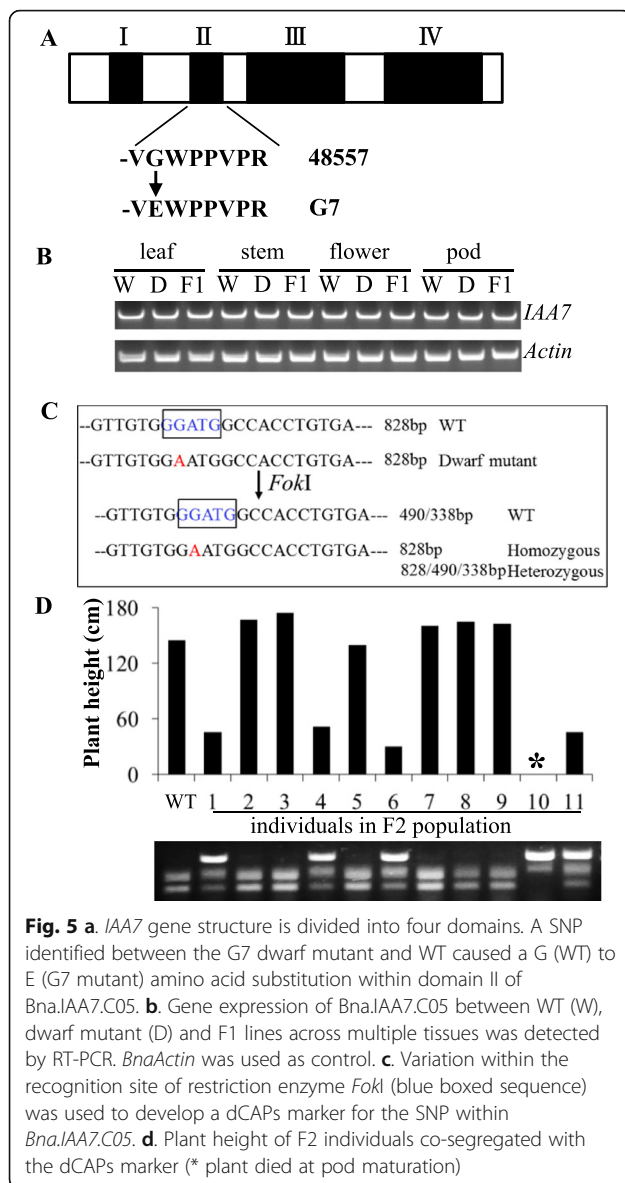 A
I II III IV
-VGWPPVPR 48557
-VEWPPVPR G7
B
leaf stem flower pod
W D F1 W D F1 W D F1 W D F1
IAA7
Actin
C
--GTTGTGGGATGGCCACCTGTGA--- 828bp WT
--GTTGTGGAATGGCCACCTGTGA--- 828bp Dwarf mutant
FokI
--GTTGTGGGATGGCCACCTGTGA--- 490/338bp WT
--GTTGTGGAATGGCCACCTGTGA--- 828bp Homozygous
828/490/338bp Heterozygous
D
Plant height (cm)
180
120
60
0
*
WT 1 2 3 4 5 6 7 8 9 10 11
individuals in F2 population
Fig. 5 a. IAA7 gene structure is divided into four domains. A SNP
identified between the G7 dwarf mutant and WT caused a G (WT) to
E (G7 mutant) amino acid substitution within domain II of
Bna.IAA7.C05. b. Gene expression of Bna.IAA7.C05 between WT (W),
dwarf mutant (D) and F1 lines across multiple tissues was detected
by RT-PCR. BnaActin was used as control. c. Variation within the
recognition site of restriction enzyme FokI (blue boxed sequence)
was used to develop a dCAPs marker for the SNP within
Bna.IAA7.C05. d. Plant height of F2 individuals co-segregated with
the dCAPs marker (* plant died at pod maturation)